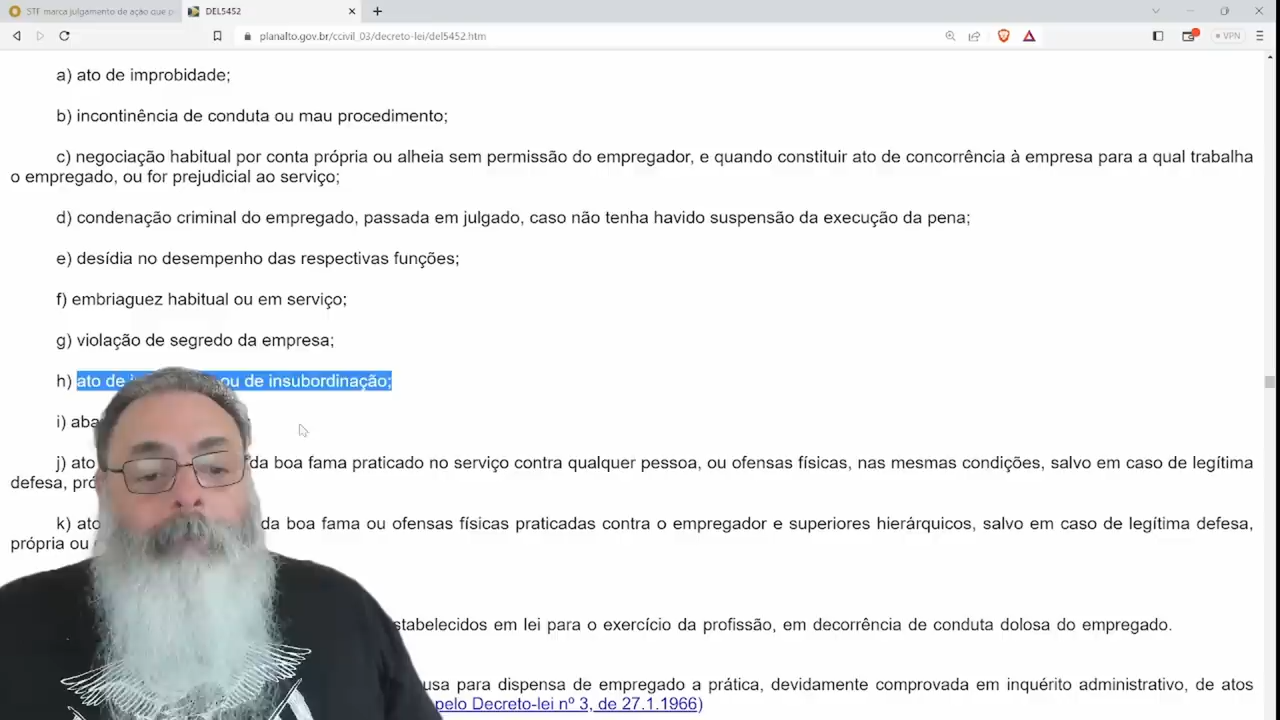 STF marca julgamento de ação que p
DEL5452
planalto.gov.br/ccivil_03/decreto-lei/del5452.htm
VPN
a) ato de improbidade;
b) incontinência de conduta ou mau procedimento;
c) negociação habitual por conta própria ou alheia sem permissão do empregador, e quando constituir ato de concorrência à empresa para a qual trabalha
o empregado, ou for prejudicial ao serviço;
d) condenação criminal do empregado, passada em julgado, caso não tenha havido suspensão da execução da pena;
e) desídia no desempenho das respectivas funções;
f) embriaguez habitual ou em serviço;
g) violação de segredo da empresa;
h) ato de ou de insubordinação;
i)
j) ato da boa fama praticado no serviço contra qualquer pessoa, ou ofensas físicas, nas mesmas condições, salvo em caso de legítima
defesa,
k) ato da boa fama ou ofensas físicas praticadas contra o empregador e superiores hierárquicos, salvo em caso de legítima defesa,
própria ou
em lei para o exercício da profissão, em decorrência de conduta dolosa do empregado.
para dispensa de empregado a prática, devidamente comprovada em inquérito administrativo, de atos
pelo Decreto-lei nº 3, de 27.1.1966)